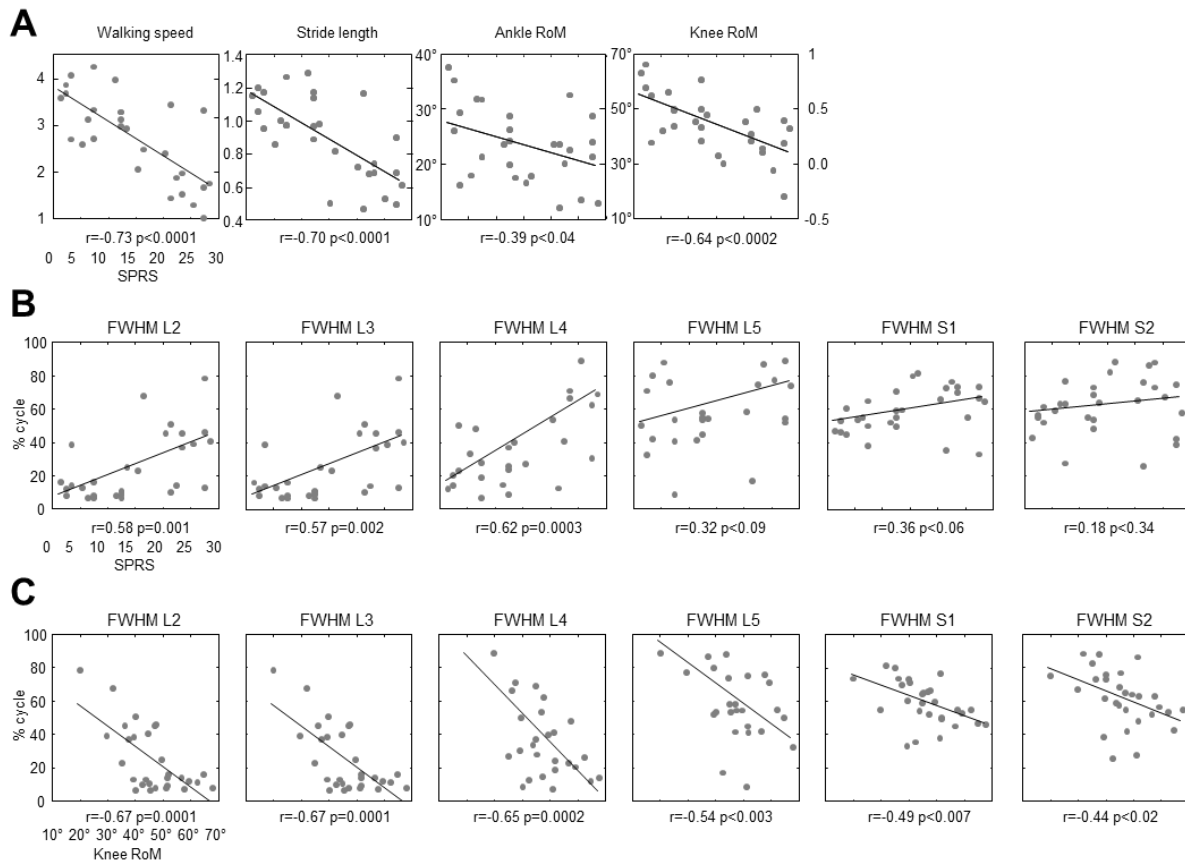 A
Walking speed Stride length Ankle RoM Knee RoM
4
3
2
1
1.4
1.2
1.0
0.8
0.6
0.4
40°
30°
20°
10°
70°
50°
30°
10°
1
0.5
0.0
-0.5
r=-0.73 p<0.0001 r=-0.70 p<0.0001 r=-0.39 p<0.04 r=-0.64 p<0.0002
0 5 10 15 20 25 30
SPRS
B
FWHM L2 FWHM L3 FWHM L4 FWHM L5 FWHM S1 FWHM S2
100
80
60
40
20
0
% cycle
r=0.58 p=0.001 r=0.57 p=0.002 r=0.62 p=0.0003 r=0.32 p<0.09 r=0.36 p<0.06 r=0.18 p<0.34
0 5 10 15 20 25 30
SPRS
C
FWHM L2 FWHM L3 FWHM L4 FWHM L5 FWHM S1 FWHM S2
100
80
60
40
20
0
% cycle
r=-0.67 p=0.0001 r=-0.67 p=0.0001 r=-0.65 p=0.0002 r=-0.54 p<0.003 r=-0.49 p<0.007 r=-0.44 p<0.02
10° 20° 30° 40° 50° 60° 70°
Knee RoM